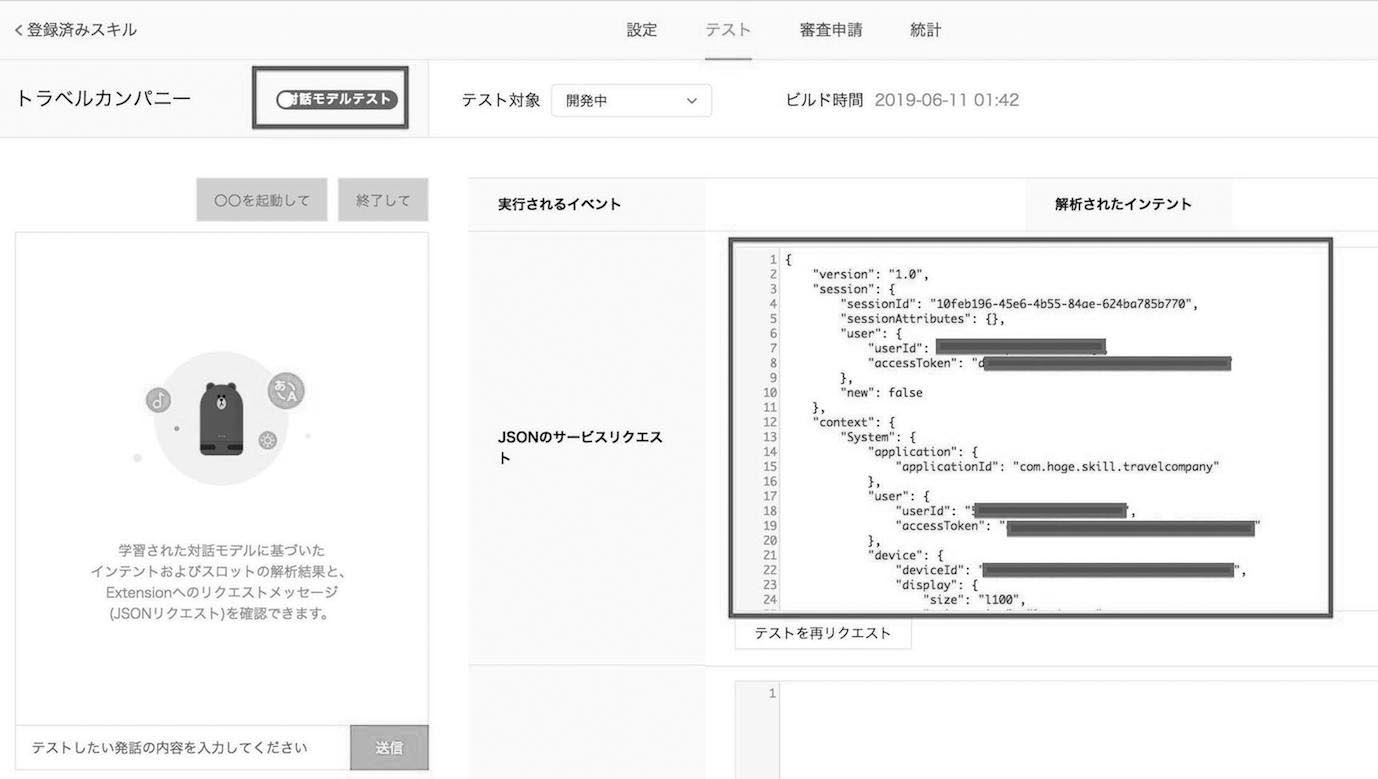 <登録済みスキル
設定
テスト
審査申請
統計
トラベルカンパニー
対話モデルテスト
テスト対象
開発中
ビルド時間 2019-06-11 01:42
〇〇を起動して
終了して
あ
A
学習された対話モデルに基づいた
インテントおよびスロットの解析結果と、
Extensionへのリクエストメッセージ
(JSONリクエスト)を確認できます。
テストしたい発話の内容を入力してください
送信
実行されるイベント
解析されたインテント
JSONのサービスリクエス
ト
1 {
2 "version": "1.0",
3 "session": {
4 "sessionId": "10feb196-45e6-4b55-84ae-624ba785b770",
5 "sessionAttributes": {},
6 "user": {
7 "userId":
8 "accessToken": "d
9 },
10 "new": false
11 },
12 "context": {
13 "System": {
14 "application": {
15 "applicationId": "com.hoge.skill.travelcompany"
16 },
17 "user": {
18 "userId": " ",
19 "accessToken": " "
20 },
21 "device": {
22 "deviceId": " ",
23 "display": {
24 "size": "l100",
テストを再リクエスト
1